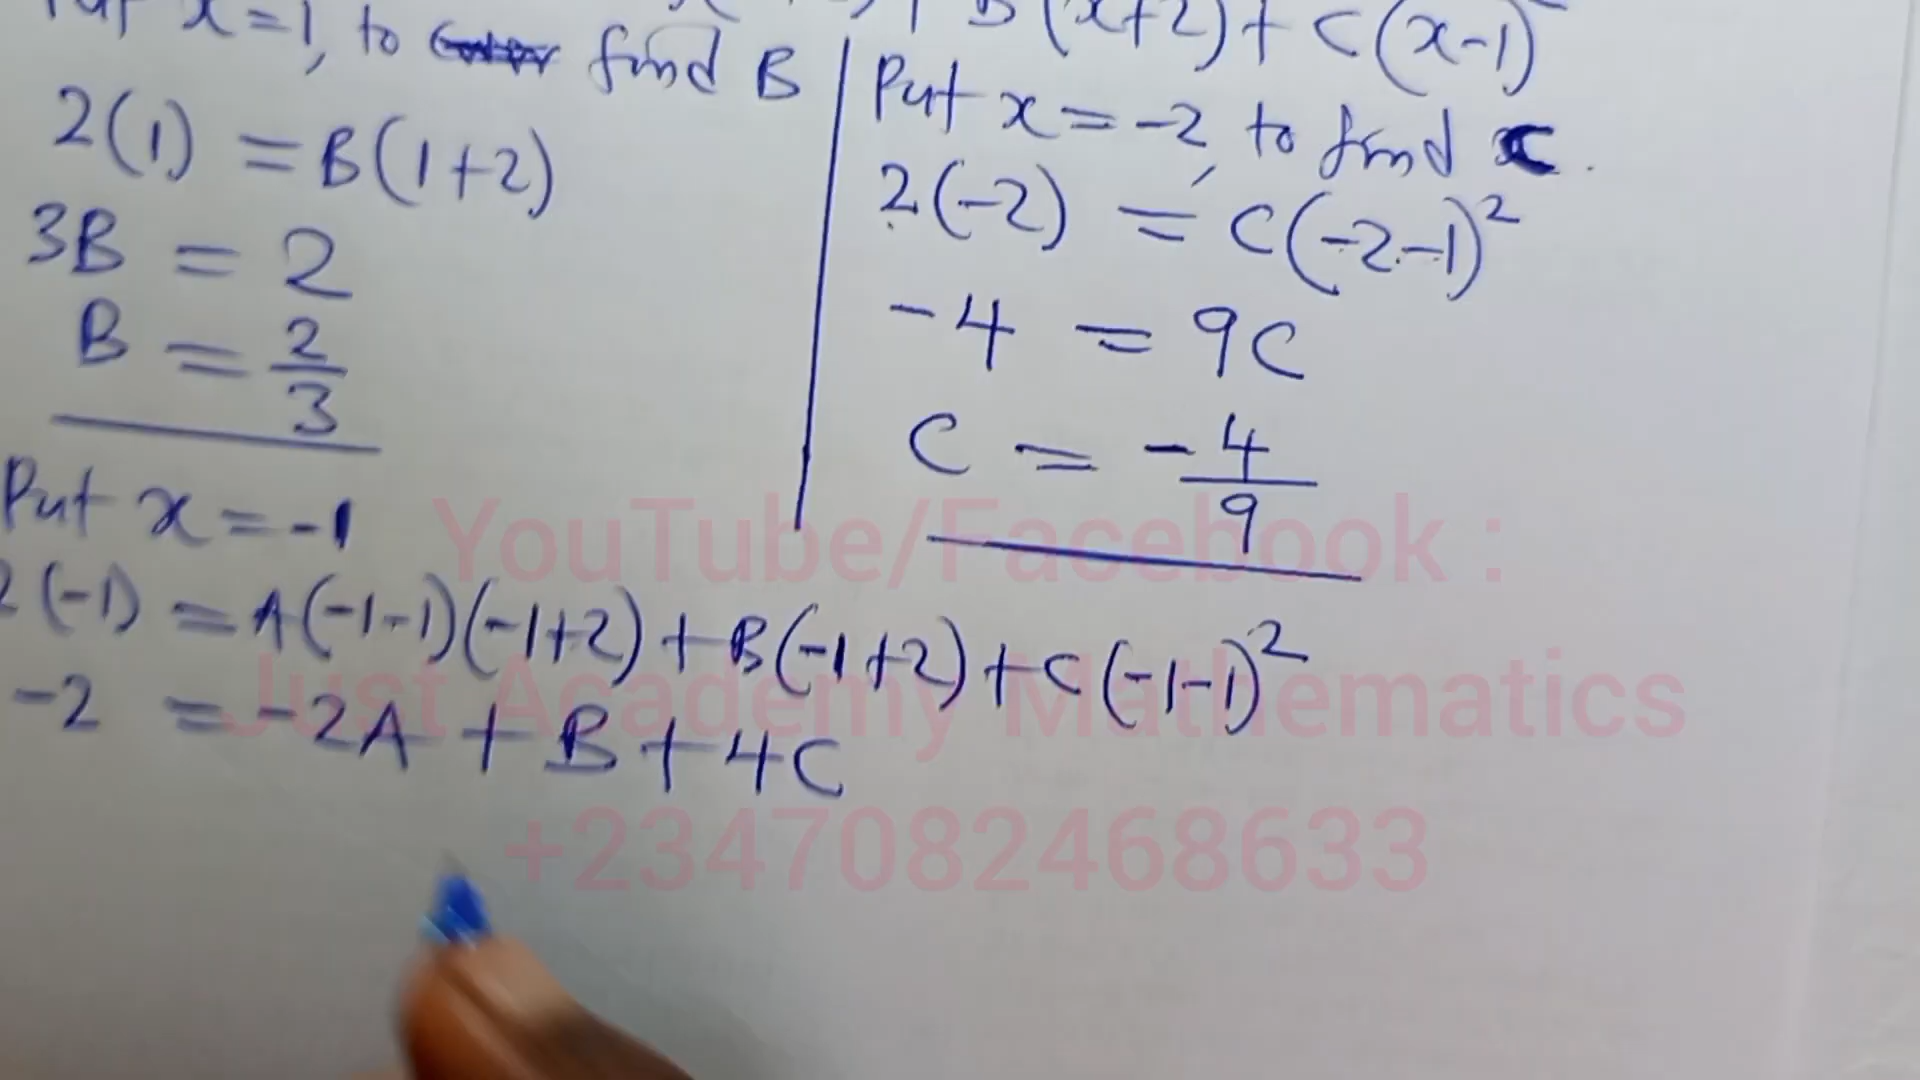 x=1, to find B
B(x+2)+C(x-1)²
2(1) = B(1+2)
3B = 2
B = 2/3
Put x=-2, to find C.
2(-2) = C(-2-1)²
-4 = 9C
C = -4/9
Put x=-1
2(-1) = A(-1-1)(-1+2)+B(-1+2)+C(-1-1)²
-2 = -2A+B+4C
YouTube/Facebook :
Just Academy Mathematics
+2347082468633